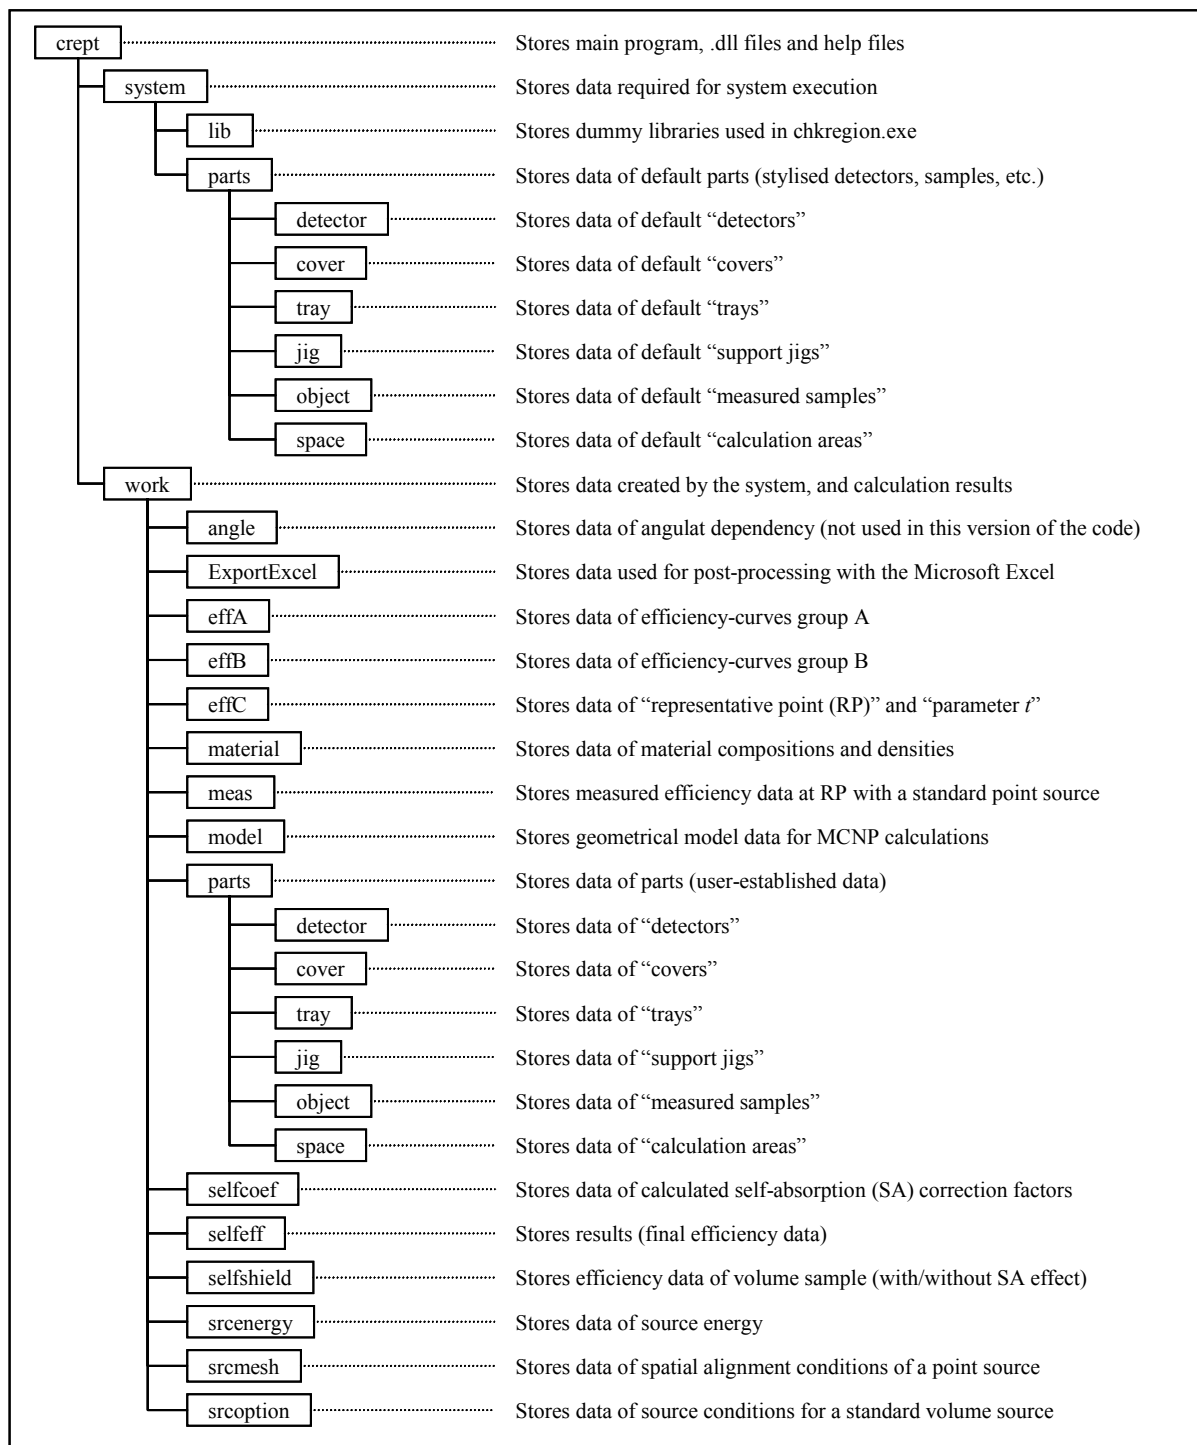 crept Stores main program, .dll files and help files
system Stores data required for system execution
lib Stores dummy libraries used in chkregion.exe
parts Stores data of default parts (stylised detectors, samples, etc.)
detector Stores data of default “detectors”
cover Stores data of default “covers”
tray Stores data of default “trays”
jig Stores data of default “support jigs”
object Stores data of default “measured samples”
space Stores data of default “calculation areas”
work Stores data created by the system, and calculation results
angle Stores data of angulat dependency (not used in this version of the code)
ExportExcel Stores data used for post-processing with the Microsoft Excel
effA Stores data of efficiency-curves group A
effB Stores data of efficiency-curves group B
effC Stores data of “representative point (RP)” and “parameter t”
material Stores data of material compositions and densities
meas Stores measured efficiency data at RP with a standard point source
model Stores geometrical model data for MCNP calculations
parts Stores data of parts (user-established data)
detector Stores data of “detectors”
cover Stores data of “covers”
tray Stores data of “trays”
jig Stores data of “support jigs”
object Stores data of “measured samples”
space Stores data of “calculation areas”
selfcoef Stores data of calculated self-absorption (SA) correction factors
selfeff Stores results (final efficiency data)
selfshield Stores efficiency data of volume sample (with/without SA effect)
srcenergy Stores data of source energy
srcmesh Stores data of spatial alignment conditions of a point source
srcoption Stores data of source conditions for a standard volume source